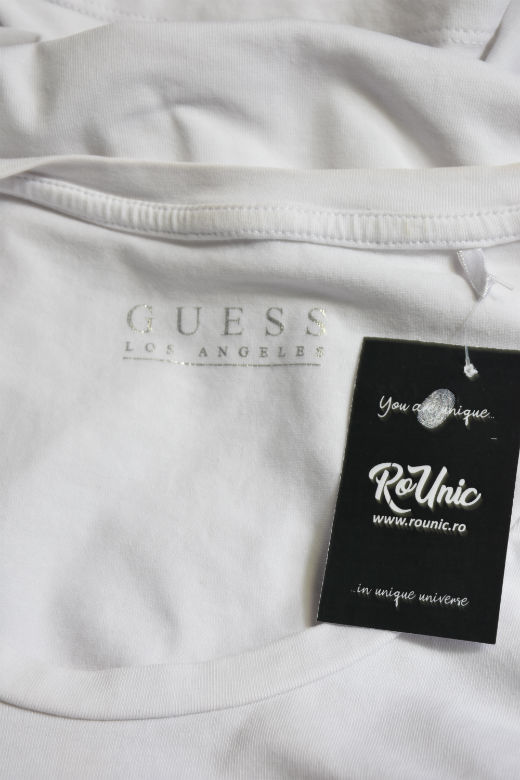 GUESS
LOS ANGELES
You are unique..
RoUnic
www.rounic.ro
..in unique universe